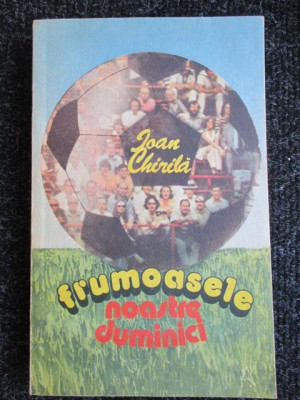 Ioan
Chirilă
frumoasele
noastre
duminici